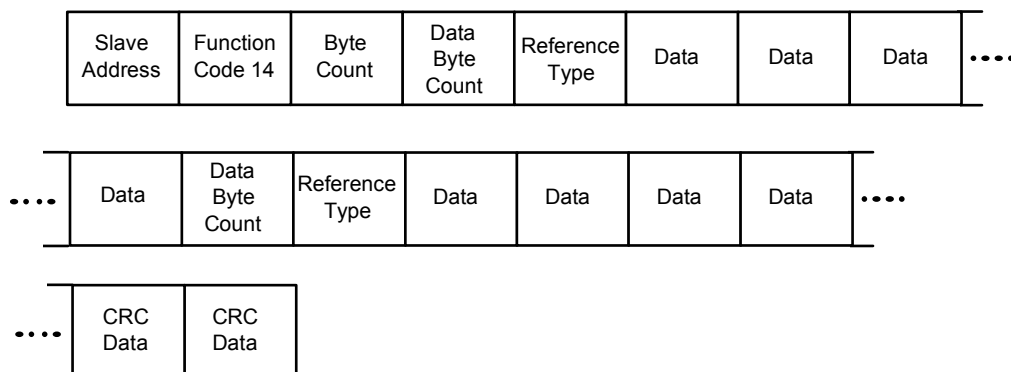 Slave
Address
Function
Code 14
Byte
Count
Data
Byte
Count
Reference
Type
Data
Data
Data
Data
Data
Byte
Count
Reference
Type
Data
Data
Data
Data
CRC
Data
CRC
Data